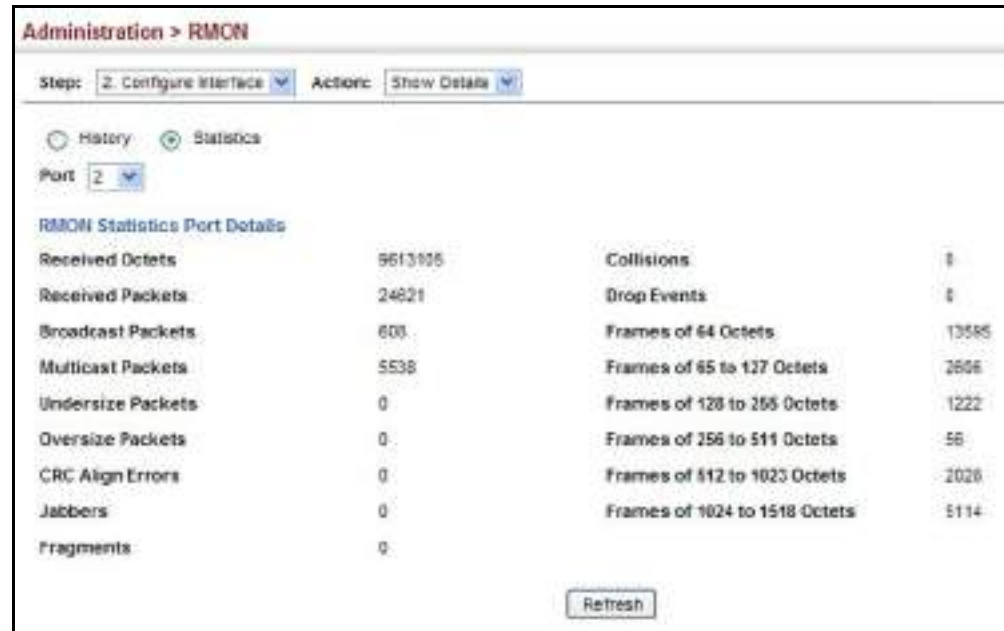 Administration > RMON
Step: 2. Configure Interface Action: Show Details
History Statistics
Port 2
RMON Statistics Port Details
Received Octets 9613105 Collisions 0
Received Packets 24621 Drop Events 0
Broadcast Packets 608 Frames of 64 Octets 13595
Multicast Packets 5538 Frames of 65 to 127 Octets 2606
Undersize Packets 0 Frames of 128 to 255 Octets 1222
Oversize Packets 0 Frames of 256 to 511 Octets 56
CRC Align Errors 0 Frames of 512 to 1023 Octets 2028
Jabbers 0 Frames of 1024 to 1518 Octets 5114
Fragments 0
Refresh